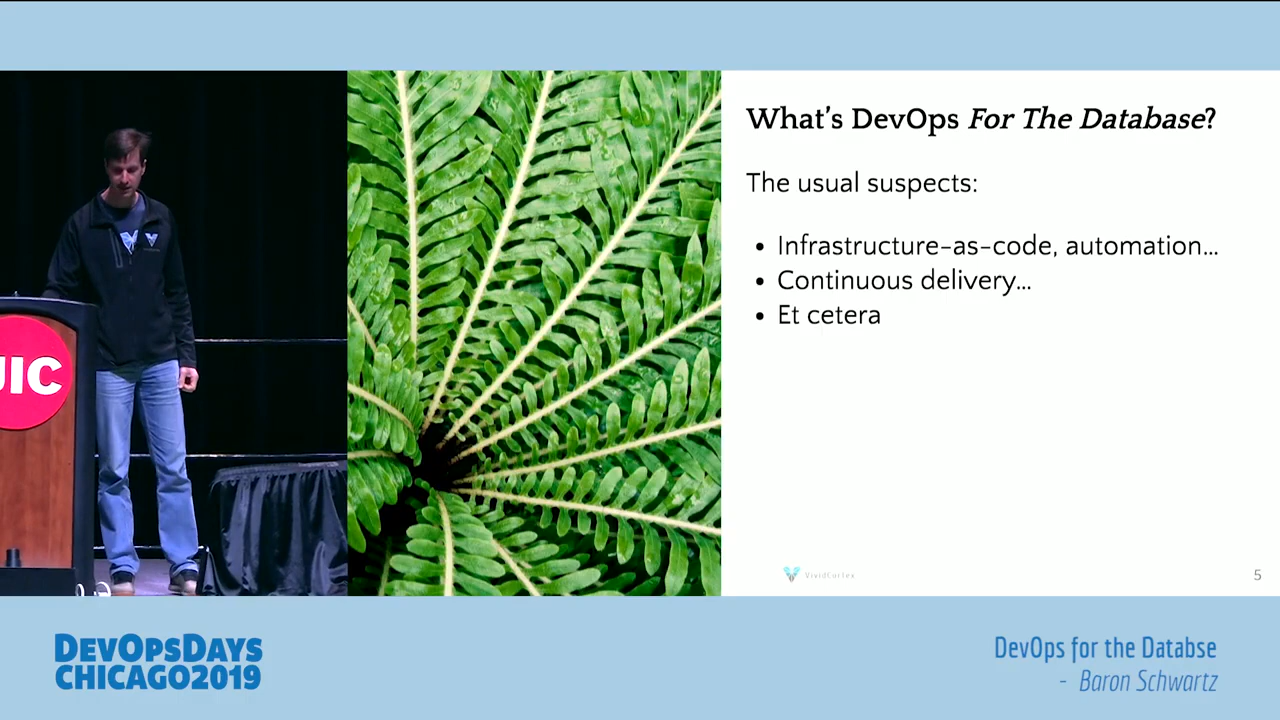 What's DevOps For The Database?
The usual suspects:
• Infrastructure-as-code, automation...
• Continuous delivery...
• Et cetera
UIC
VividCortex
5
DEVOPSDAYS
CHICAGO2019
DevOps for the Databse
- Baron Schwartz